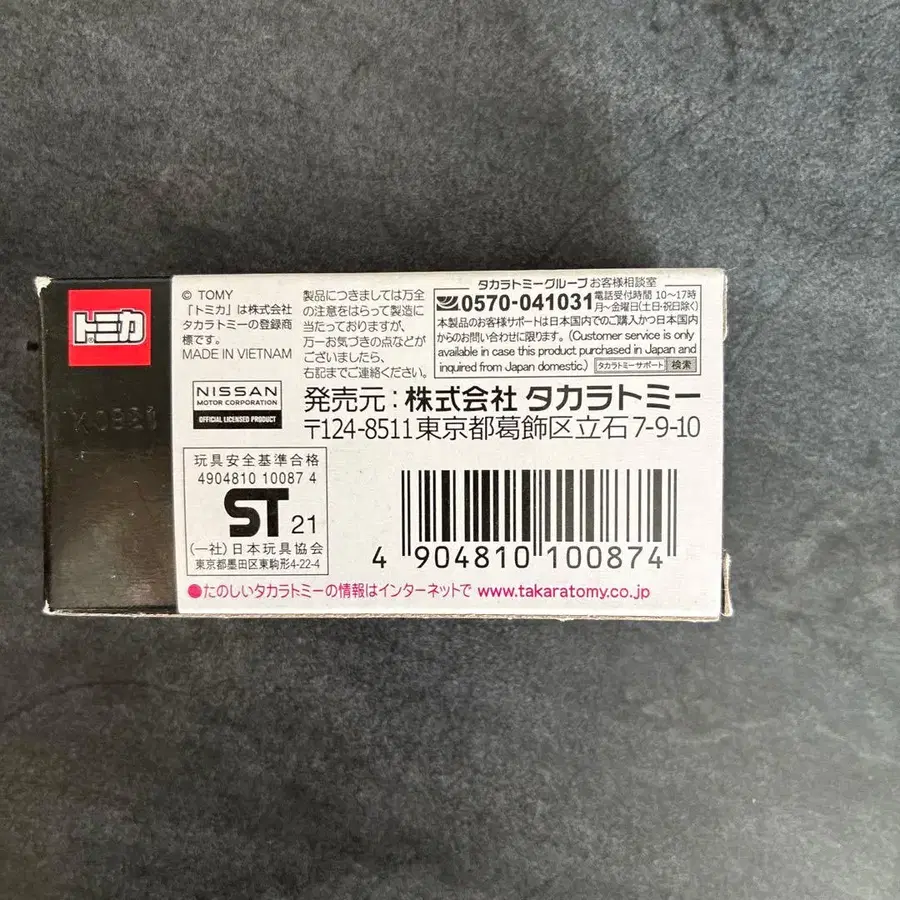 トミカ
© TOMY
「トミカ」は株式会社
タカラトミーの登録商
標です。
MADE IN VIETNAM
製品につきましては万全
の注意をはらって製造に
当たっておりますが、
万一お気づきの点などが
ございましたら、
右記までご連絡ください。
タカラトミーグループ お客様相談室
0570-041031 電話受付時間 10〜17時
月〜金曜日(土・日・祝日除く)
本製品のお客様サポートは日本国内でのご購入かつ日本国内
からのお問い合わせに限ります。(Customer service is only
available in case this product purchased in Japan and
inquired from Japan domestic.) タカラトミーサポート 検索
NISSAN
MOTOR CORPORATION
OFFICIAL LICENSED PRODUCT
発売元:株式会社 タカラトミー
〒124-8511 東京都葛飾区立石7-9-10
玩具安全基準合格
4904810 10087 4
ST 21
(一社)日本玩具協会
東京都墨田区東駒形4-22-4
4 904810 100874
●たのしいタカラトミーの情報はインターネットで www.takaratomy.co.jp